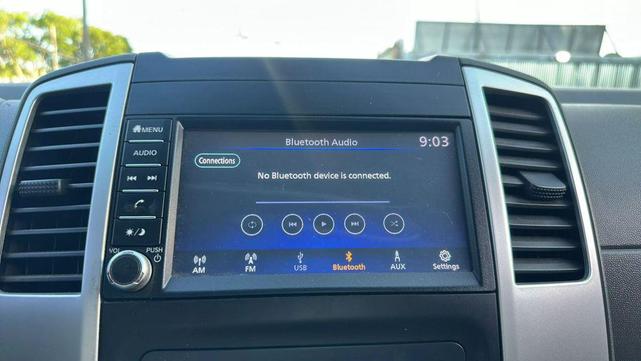 MENU
AUDIO
VOL PUSH
Bluetooth Audio 9:03
Connections
No Bluetooth device is connected.
AM FM USB Bluetooth AUX Settings